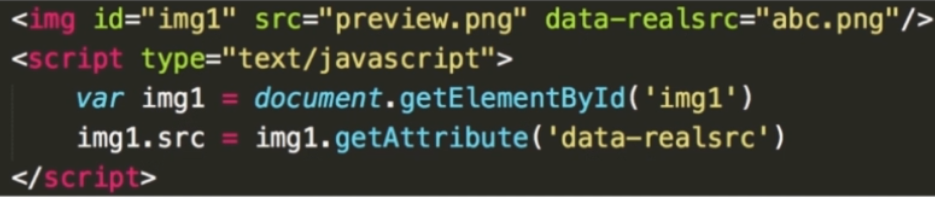 <img id="img1" src="preview.png" data-realsrc="abc.png"/>
<script type="text/javascript">
var img1 = document.getElementById('img1')
img1.src = img1.getAttribute('data-realsrc')
</script>